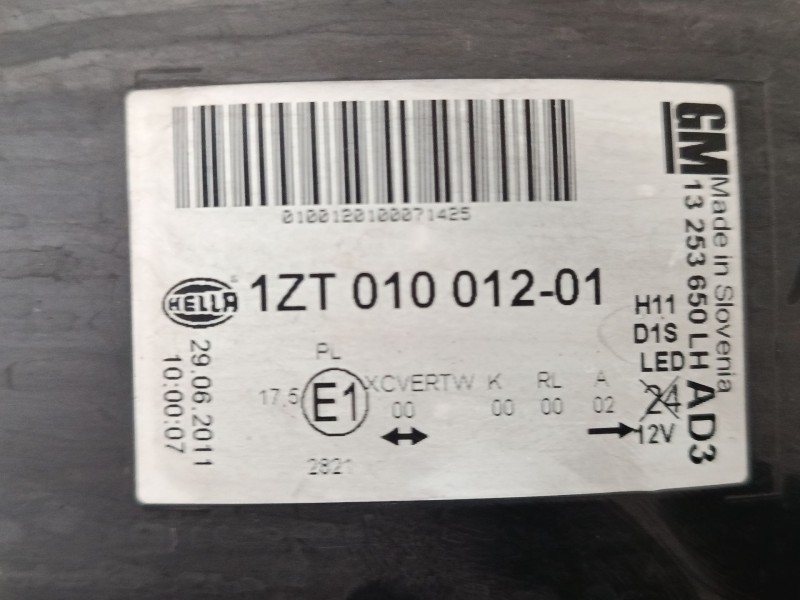 0100120100071425
HELLA
1ZT 010 012-01
29.06.2011
10:00:07
PL
17,5 E1 XCVERTW K RL A
00 00 00 02
2821
H11
D1S
LED
24
12V
GM
Made in Slovenia
13 253 650 LH AD3